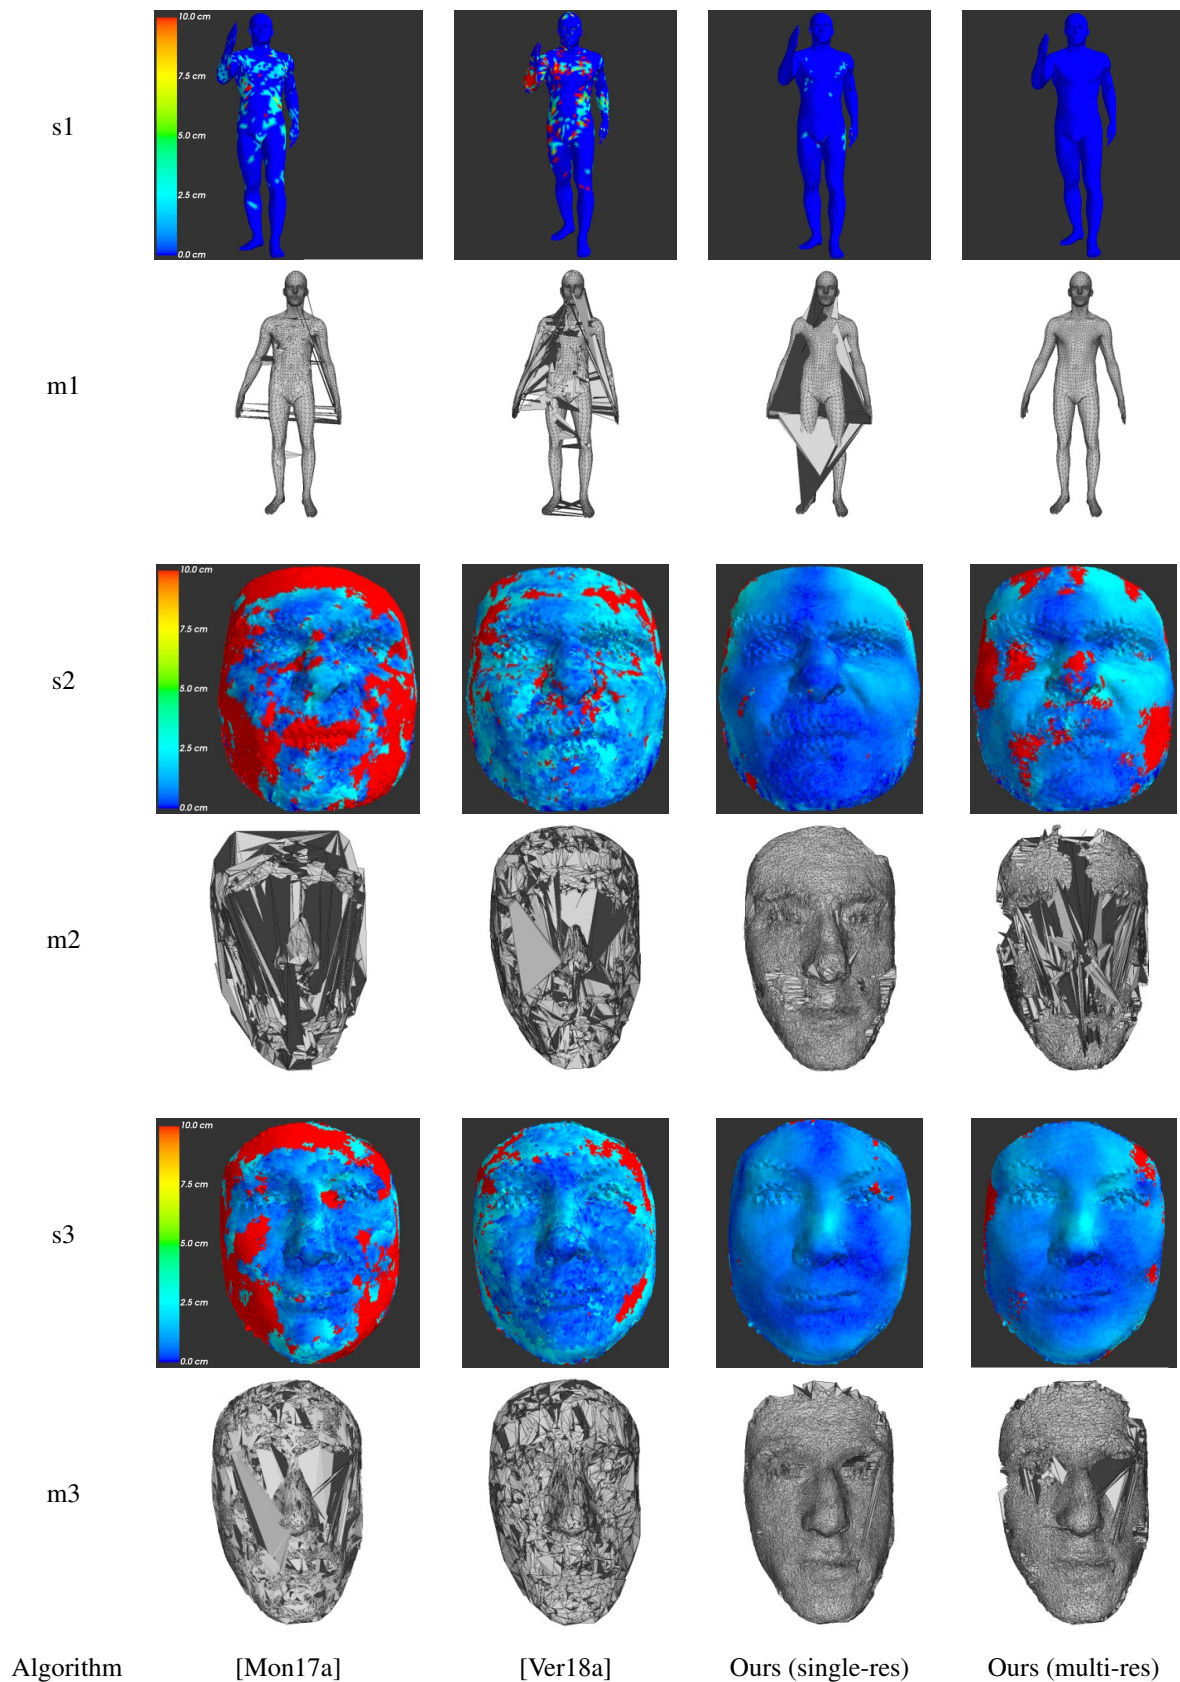 10.0 cm
7.5 cm
5.0 cm
2.5 cm
0.0 cm
s1
m1
10.0 cm
7.5 cm
5.0 cm
2.5 cm
0.0 cm
s2
m2
10.0 cm
7.5 cm
5.0 cm
2.5 cm
0.0 cm
s3
m3
Algorithm [Mon17a] [Ver18a] Ours (single-res) Ours (multi-res)